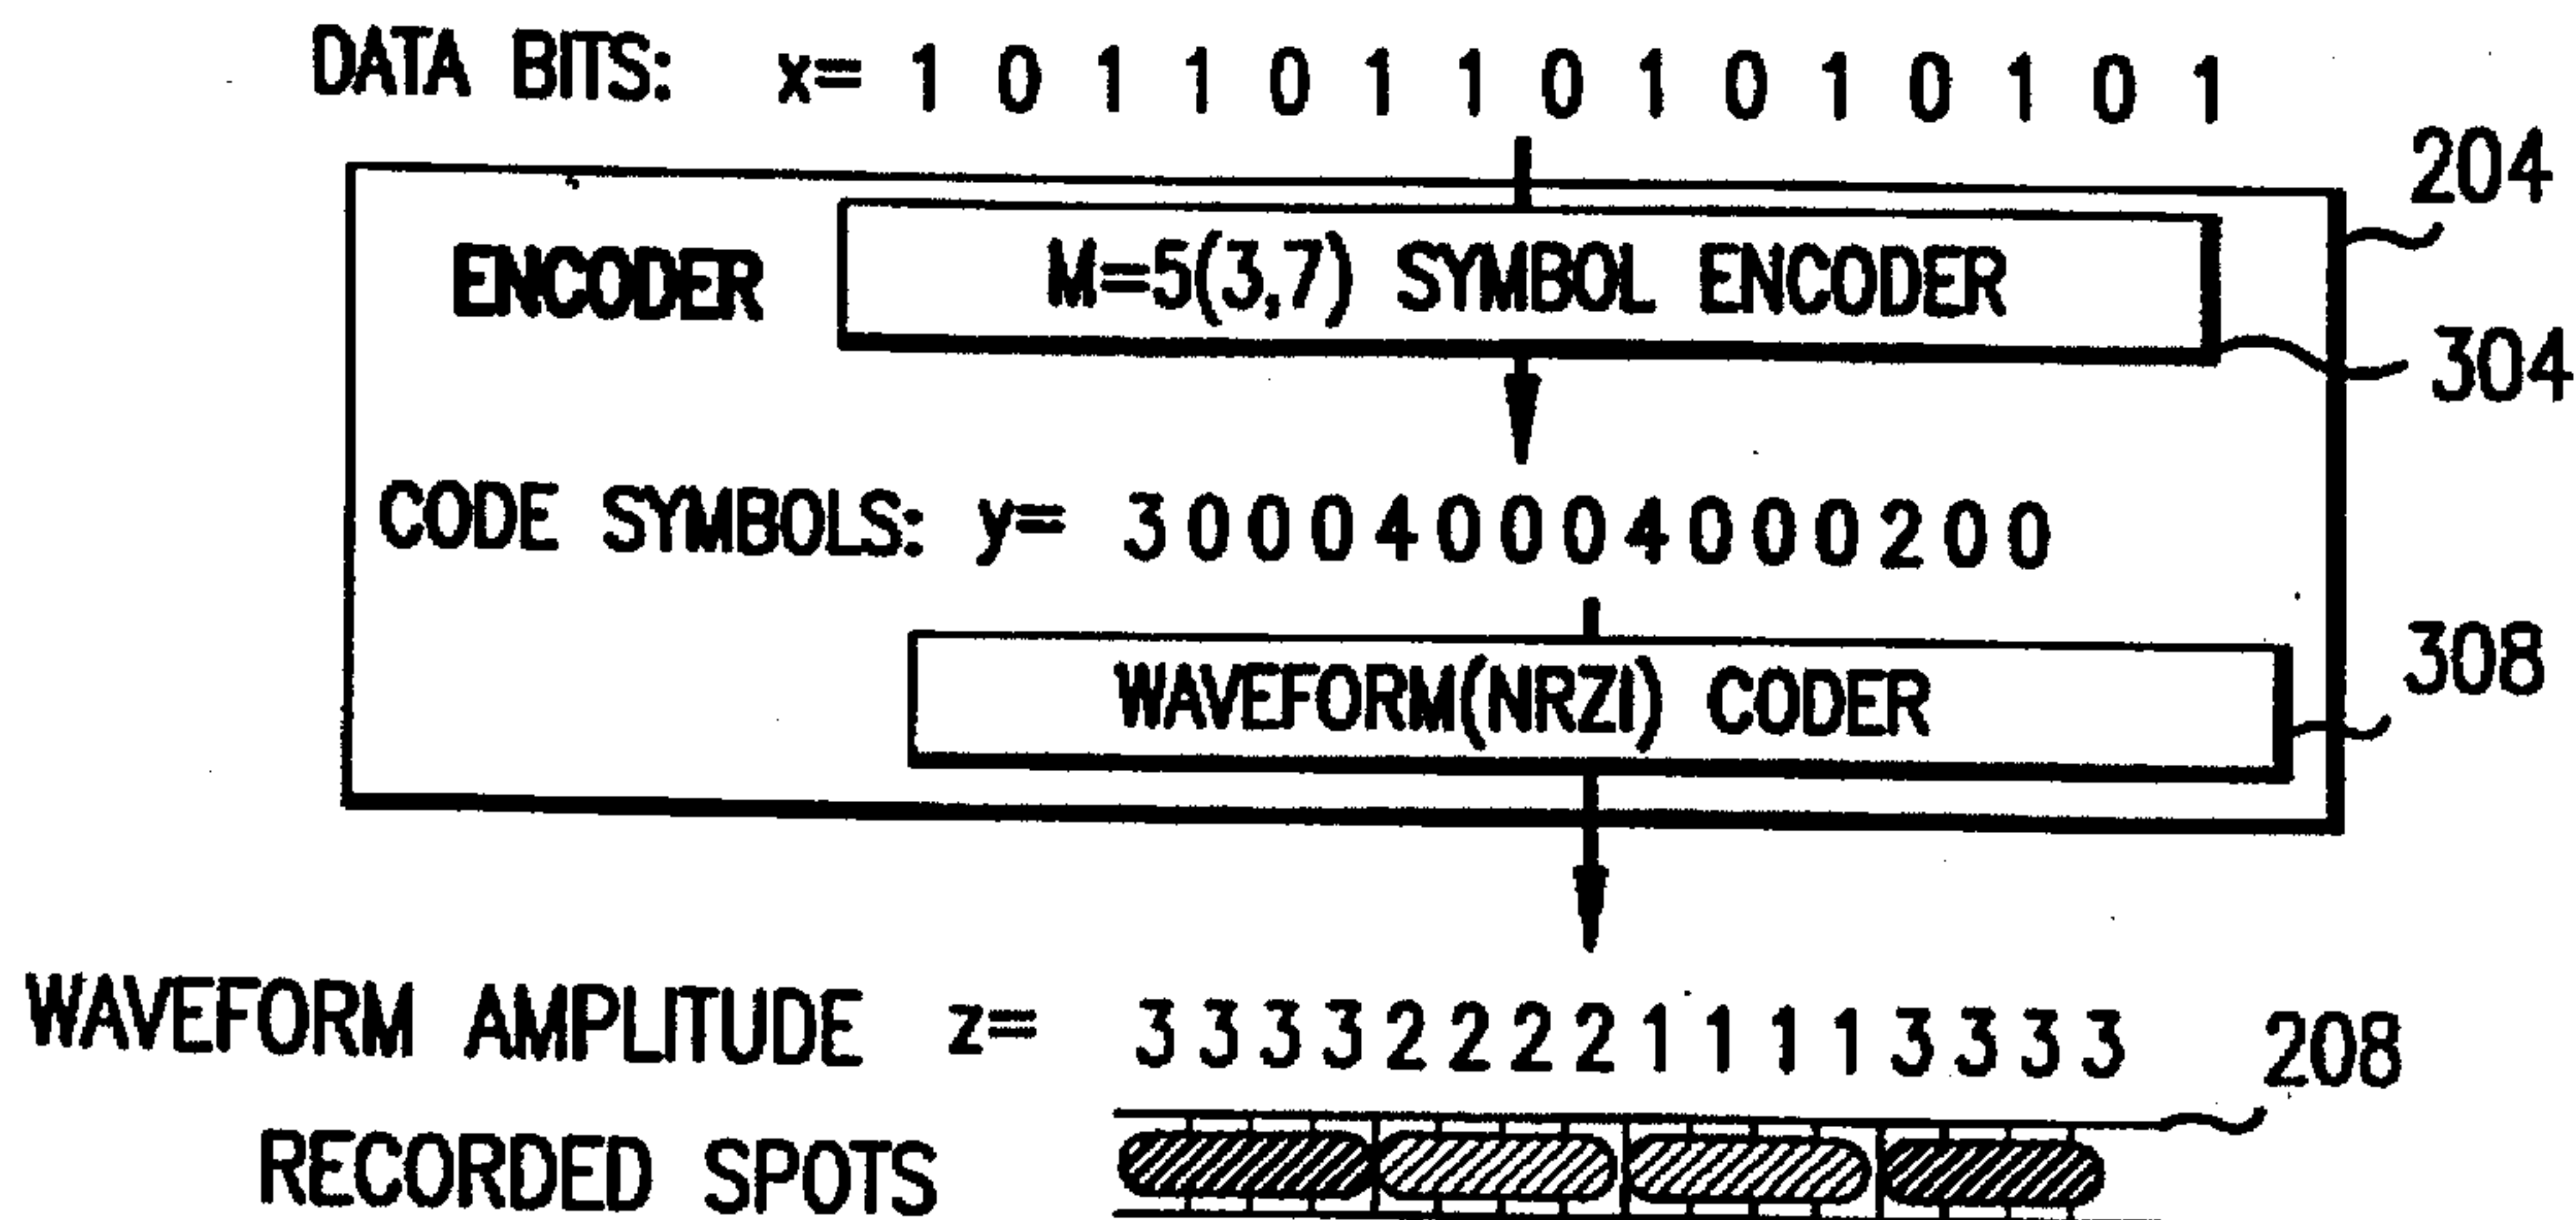 DATA BITS: x= 1 0 1 1 0 1 1 0 1 0 1 0 1 0 1
204
ENCODER M=5(3,7) SYMBOL ENCODER
304
CODE SYMBOLS: y= 3 0 0 0 4 0 0 0 4 0 0 0 2 0 0
308
WAVEFORM(NRZI) CODER
WAVEFORM AMPLITUDE z= 3 3 3 3 2 2 2 2 1 1 1 1 3 3 3 3
208
RECORDED SPOTS